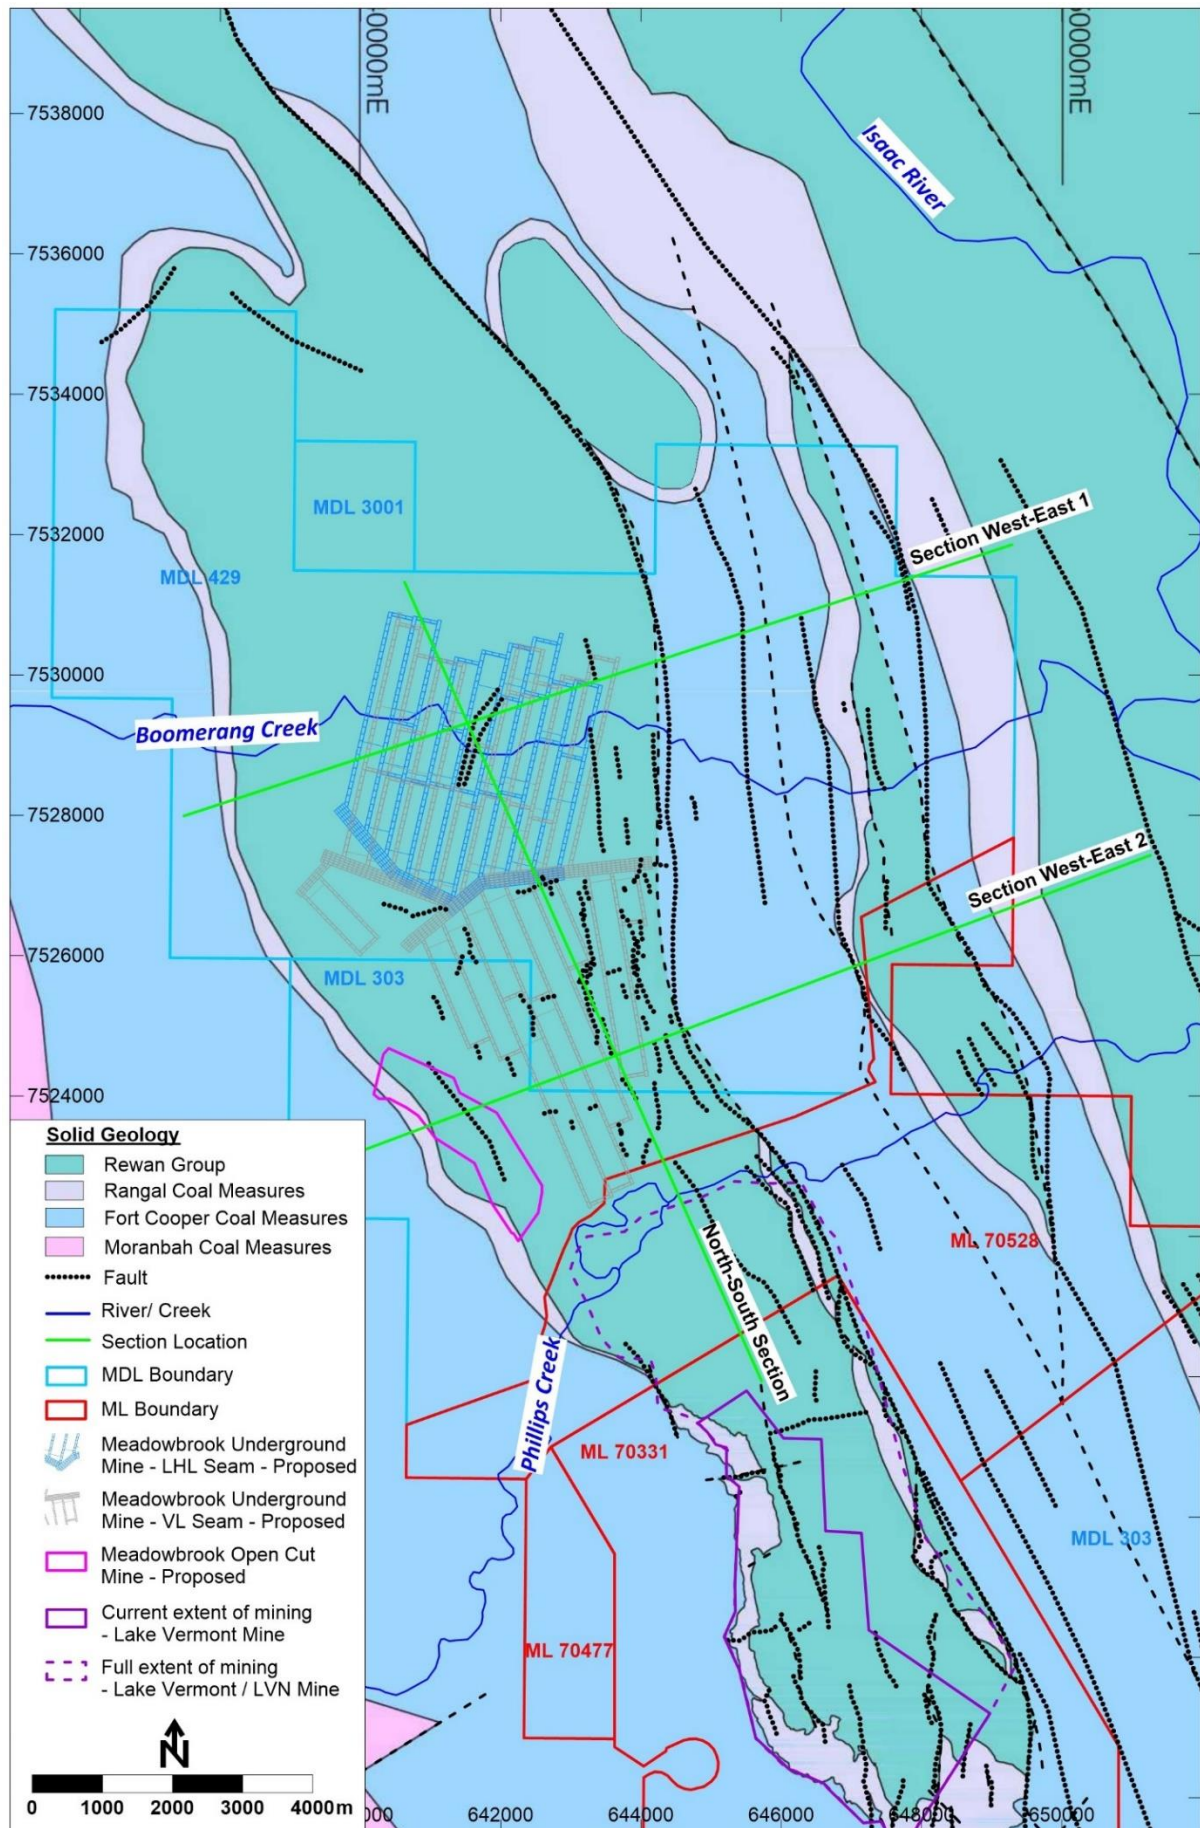 0000mE
0000mE
7538000
Isaac River
7536000
7534000
MDL 3001
7532000
Section West-East 1
MDL 429
7530000
Boomerang Creek
7528000
Section West-East 2
7526000
MDL 303
7524000
Solid Geology
Rewan Group
Rangal Coal Measures
Fort Cooper Coal Measures
Moranbah Coal Measures
Fault
River/ Creek
Section Location
MDL Boundary
ML Boundary
Meadowbrook Underground
Mine - LHL Seam - Proposed
Meadowbrook Underground
Mine - VL Seam - Proposed
Meadowbrook Open Cut
Mine - Proposed
Current extent of mining
- Lake Vermont Mine
Full extent of mining
- Lake Vermont / LVN Mine
N
0 1000 2000 3000 4000m
North-South Section
ML 70528
Phillips Creek
ML 70331
MDL 303
ML 70477
000 642000 644000 646000 648000 650000